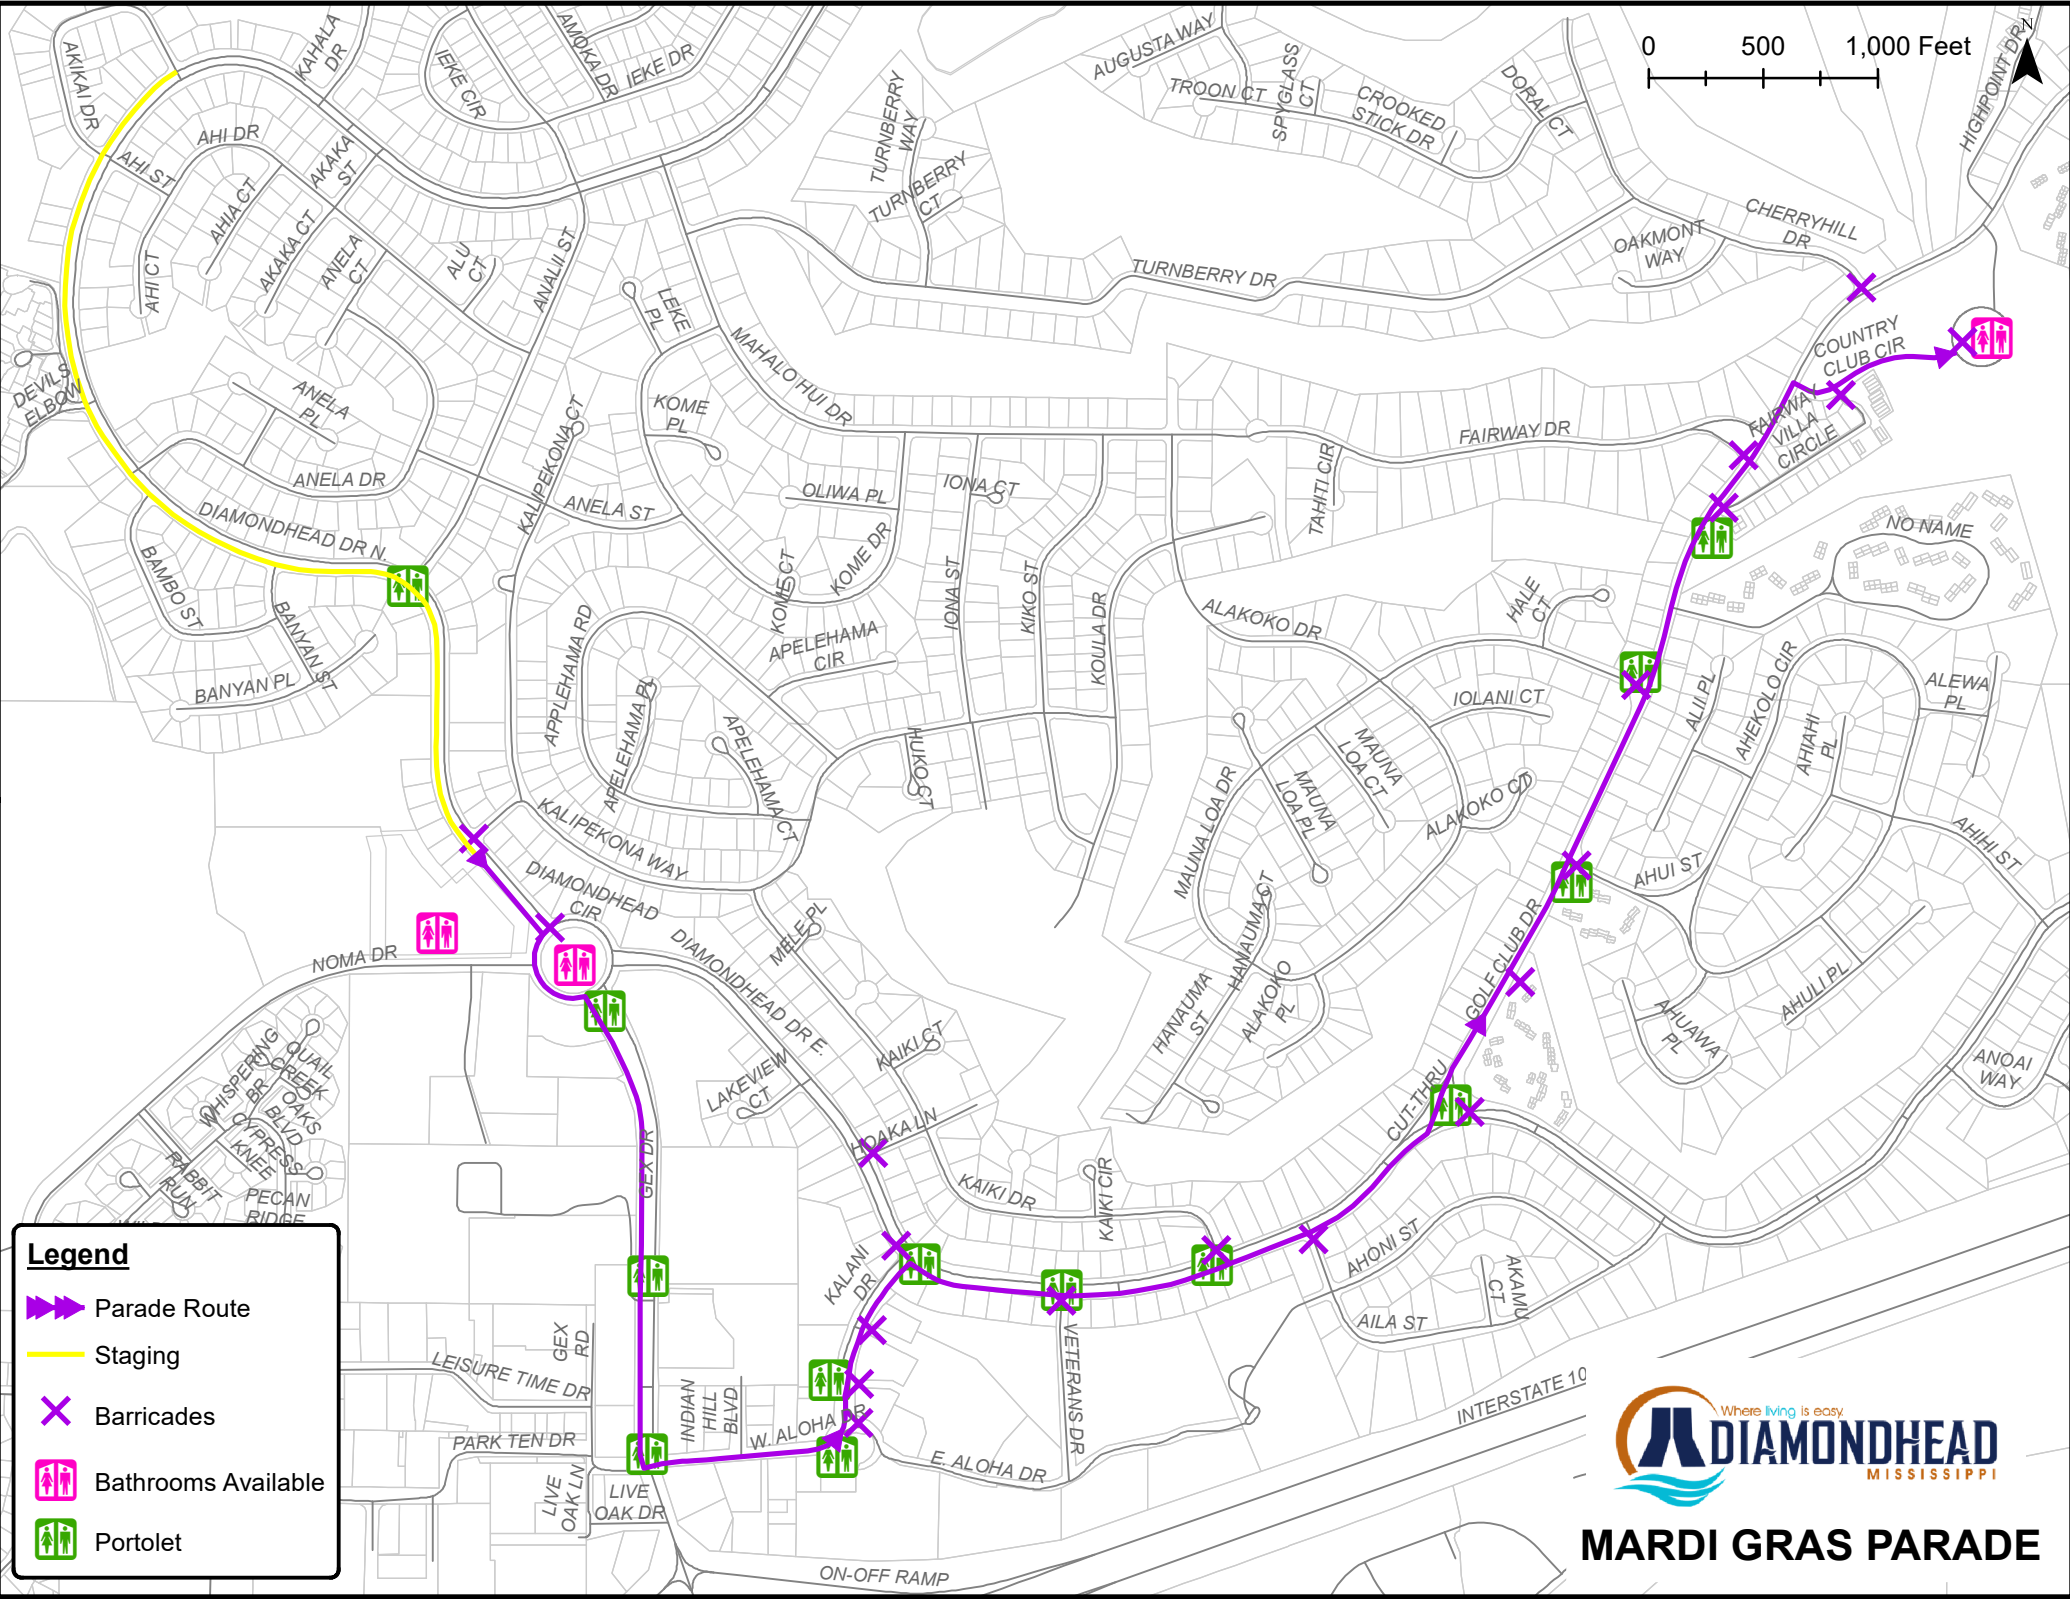 AKIKAI DR
KAHALA
DR
IEKE CIR
AMOKA DR
IEKE DR
AUGUSTA WAY
TROON CT
SPYGLASS
CT
CROOKED
STICK DR
DORAL CT
0 500 1,000 Feet
HIGHPOINT DR
N
AHI DR
AHI ST
AKAKA
ST
AHIA CT
AKAKA CT
ANELA
CT
ALU
CT
AHI CT
ANALII ST
TURNBERRY
WAY
TURNBERRY
CT
TURNBERRY DR
OAKMONT
WAY
CHERRYHILL
DR
LEKE
PL
MAHALO HUI DR
COUNTRY
CLUB CIR
DEVILS
ELBOW
ANELA
PL
KOME
PL
KALIPEKONA CT
FAIRWAY DR
FAIRWAY
VILLA
CIRCLE
TAHITI CIR
ANELA DR
ANELA ST
OLIWA PL
IONA CT
DIAMONDHEAD DR N.
NO NAME
BAMBO ST
BANYAN ST
BANYAN PL
KOME CT
KOME DR
IONA ST
KIKO ST
KOULA DR
ALAKOKO DR
HALE
CT
APPLEHAMA RD
APELEHAMA
CIR
APELEHAMA PL
APELEHAMA CT
IOLANI CT
ALII PL
AHEKOLO CIR
AHIAHI
PL
ALEWA
PL
HUKO CT
MAUNA
LOA CT
MAUNA
LOA PL
MAUNA LOA DR
ALAKOKO CT
KALIPEKONA WAY
AHUI ST
AHIHI ST
DIAMONDHEAD
CIR
NOMA DR
DIAMONDHEAD DR E.
MELE PL
HANAUMA CT
HANAUMA
ST
ALAKOKO
PL
GOLF CLUB DR
AHULI PL
AHUAWA
PL
ANOAI
WAY
WHISPERING
BR
QUAIL
CREEK
OAKS
BLVD
CYPRESS
KNEE
RABBIT
RUN
PECAN
RIDGE
LAKEVIEW
CT
KAIKI CT
HOAKA LN
CUT-THRU
GEX DR
KAIKI DR
KAIKI CIR
KALANI
DR
AHONI ST
AKAMU
CT
AILA ST
GEX
RD
LEISURE TIME DR
INDIAN
HILL
BLVD
W. ALOHA DR
VETERANS DR
E. ALOHA DR
PARK TEN DR
LIVE
OAK LN
LIVE
OAK DR
INTERSTATE 10
ON-OFF RAMP
Legend
Parade Route
Staging
Barricades
Bathrooms Available
Portolet
Where living is easy.
DIAMONDHEAD
MISSISSIPPI
MARDI GRAS PARADE